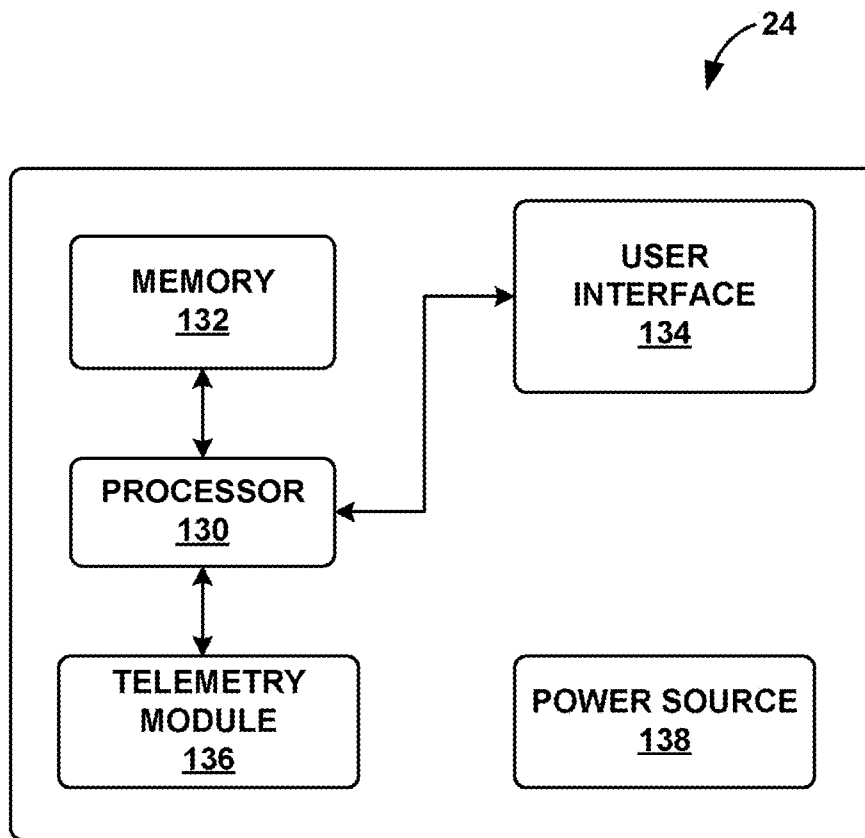 24
MEMORY
132
USER
INTERFACE
134
PROCESSOR
130
TELEMETRY
MODULE
136
POWER SOURCE
138